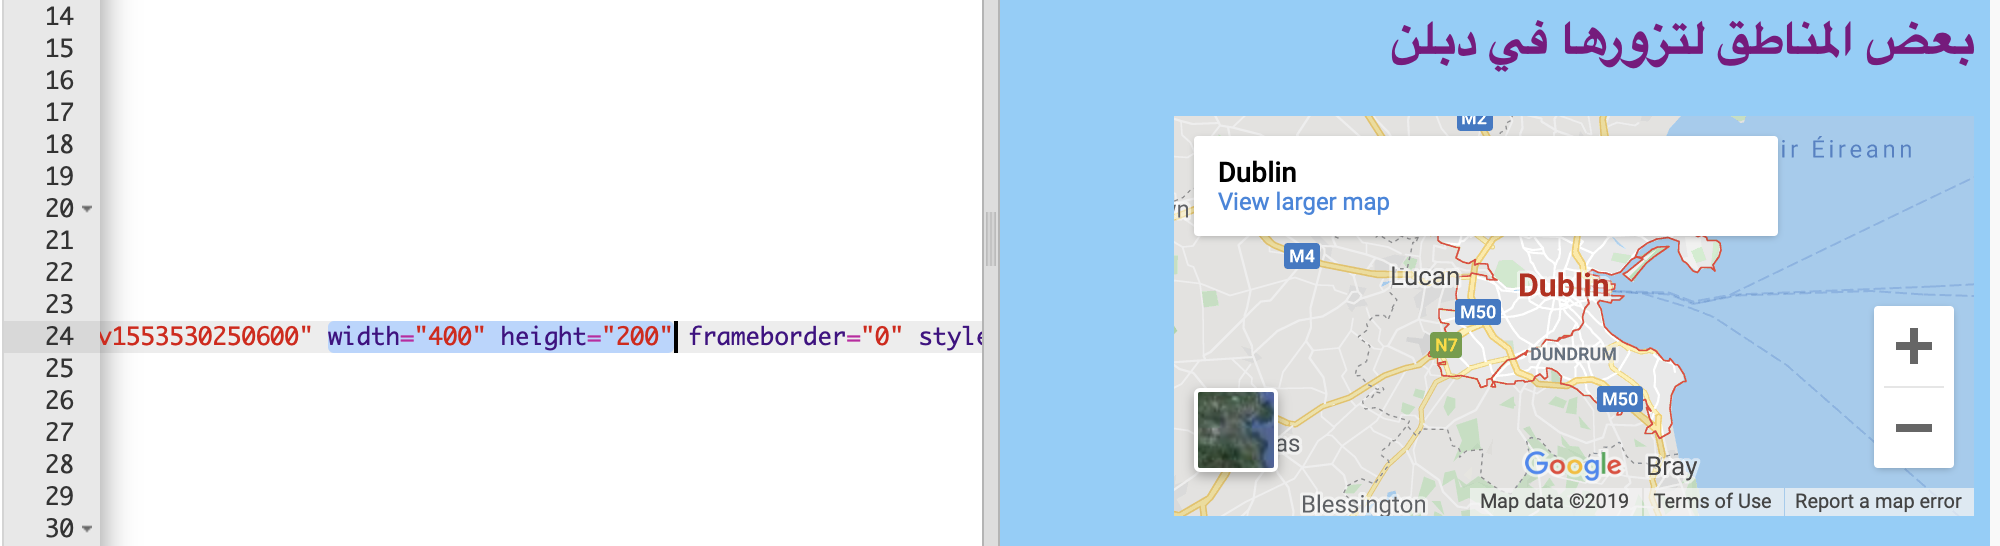 14
15
16
17
18
19
20
21
22
23
24 v1553530250600" width="400" height="200" frameborder="0" style
25
26
27
28
29
30
بعض المناطق لتزورها في دبلن
M2
Dublin
ir Éireann
View larger map
M4
Lucan
Dublin
M50
N7
DUNDRUM
M50
as
Google
Bray
Blessington
Map data ©2019 Terms of Use Report a map error